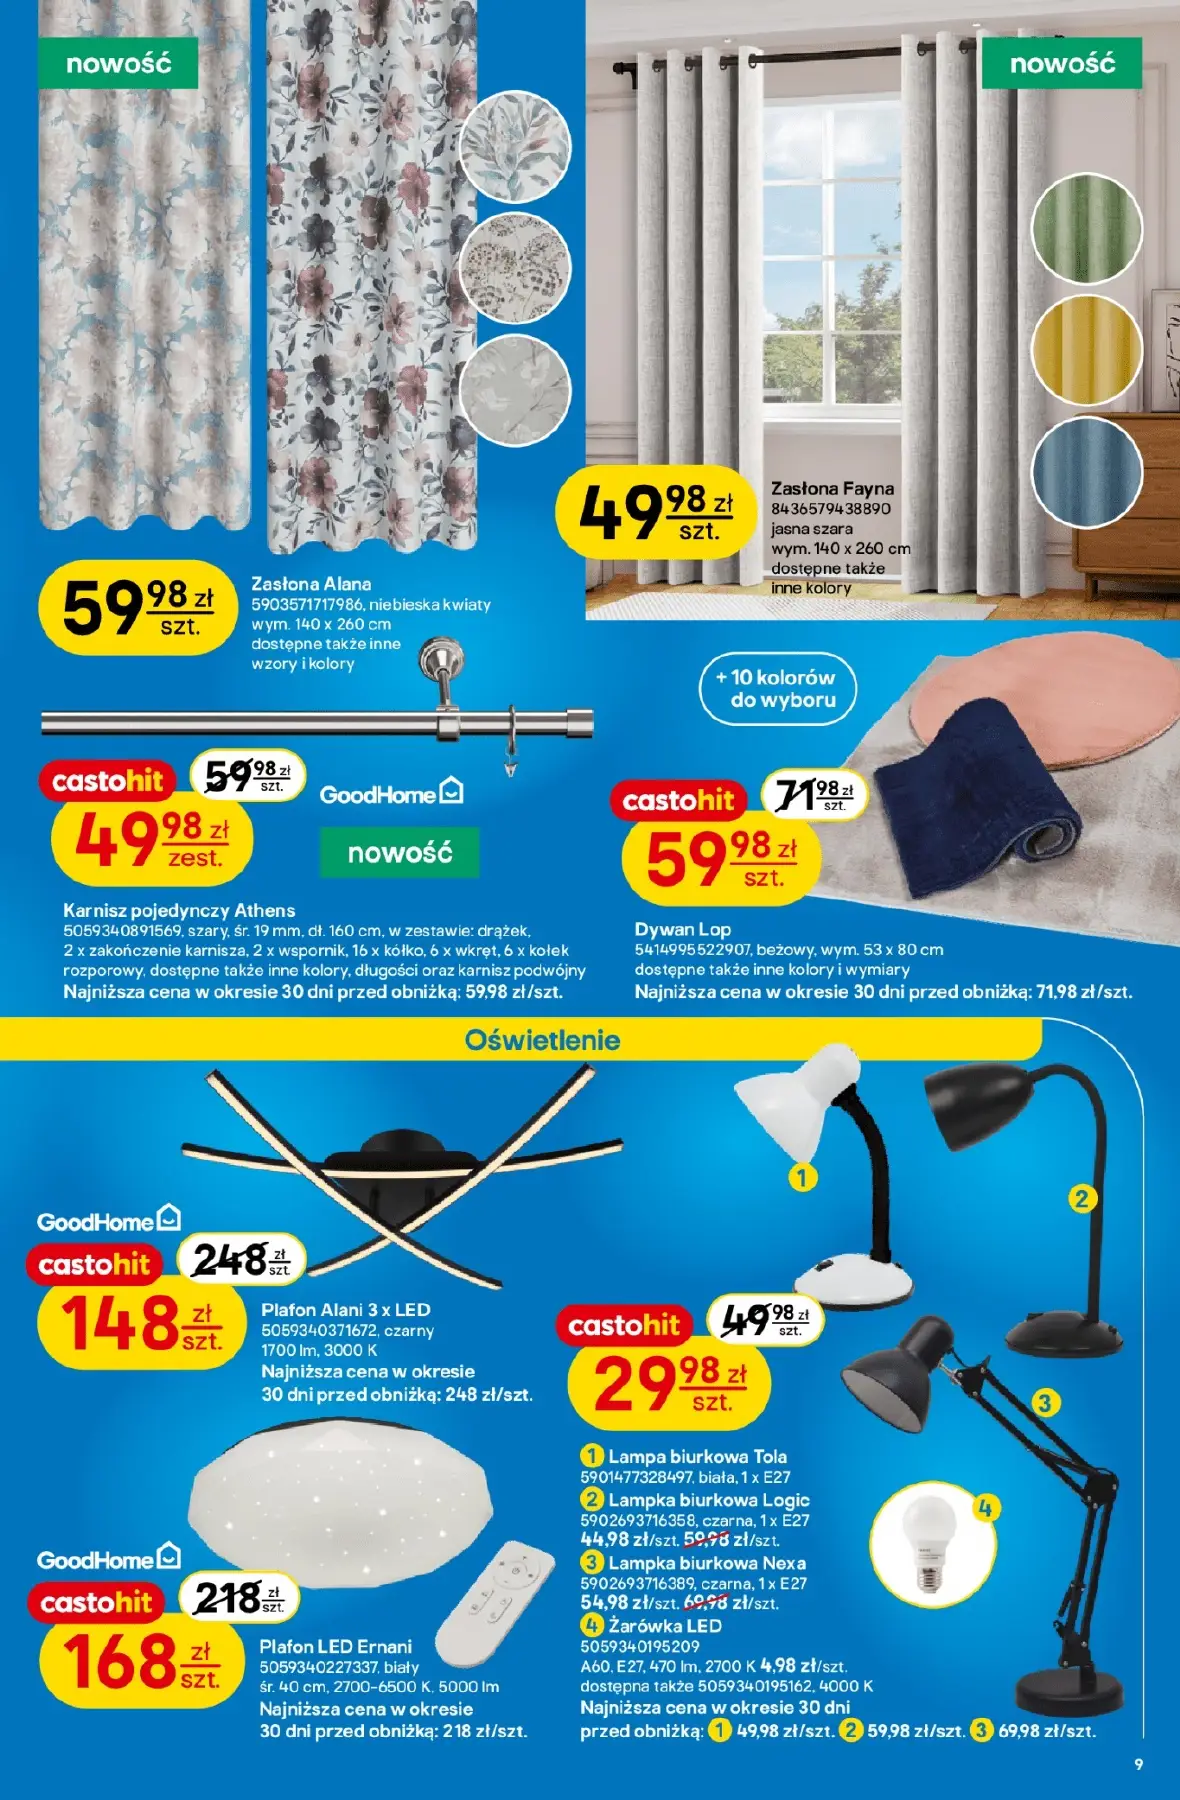 nowość
nowość
59 98 zł
szt.
Zasłona Alana
5903571717986, niebieska kwiaty
wym. 140 x 260 cm
dostępne także inne
wzory i kolory
49 98 zł
szt.
Zasłona Fayna
8436579438890
jasna szara
wym. 140 x 260 cm
dostępne także
inne kolory
castohit
59 98 zł
szt.
49 98 zł
zest.
GoodHome
nowość
Karnisz pojedynczy Athens
5059340891569, szary, śr. 19 mm, dł. 160 cm, w zestawie: drążek,
2 x zakończenie karnisza, 2 x wspornik, 16 x kółko, 6 x wkręt, 6 x kołek
rozporowy, dostępne także inne kolory, długości oraz karnisz podwójny
Najniższa cena w okresie 30 dni przed obniżką: 59,98 zł/szt.
+ 10 kolorów
do wyboru
castohit
71 98 zł
szt.
59 98 zł
szt.
Dywan Lop
5414995522907, beżowy, wym. 53 x 80 cm
dostępne także inne kolory i wymiary
Najniższa cena w okresie 30 dni przed obniżką: 71,98 zł/szt.
Oświetlenie
GoodHome
castohit
248 zł
szt.
148 zł
szt.
Plafon Alani 3 x LED
5059340371672, czarny
1700 lm, 3000 K
Najniższa cena w okresie
30 dni przed obniżką: 248 zł/szt.
GoodHome
castohit
218 zł
szt.
168 zł
szt.
Plafon LED Ernani
5059340227337, biały
śr. 40 cm, 2700-6500 K, 5000 lm
Najniższa cena w okresie
30 dni przed obniżką: 218 zł/szt.
1
2
3
4
castohit
49 98 zł
szt.
29 98 zł
szt.
1 Lampa biurkowa Tola
5901477328497, biała, 1 x E27
2 Lampka biurkowa Logic
5902693716358, czarna, 1 x E27
44,98 zł/szt. 59,98 zł/szt.
3 Lampka biurkowa Nexa
5902693716389, czarna, 1 x E27
54,98 zł/szt. 69,98 zł/szt.
4 Żarówka LED
5059340195209
A60, E27, 470 lm, 2700 K 4,98 zł/szt.
dostępna także 5059340195162, 4000 K
Najniższa cena w okresie 30 dni
przed obniżką: 1 49,98 zł/szt. 2 59,98 zł/szt. 3 69,98 zł/szt.
9